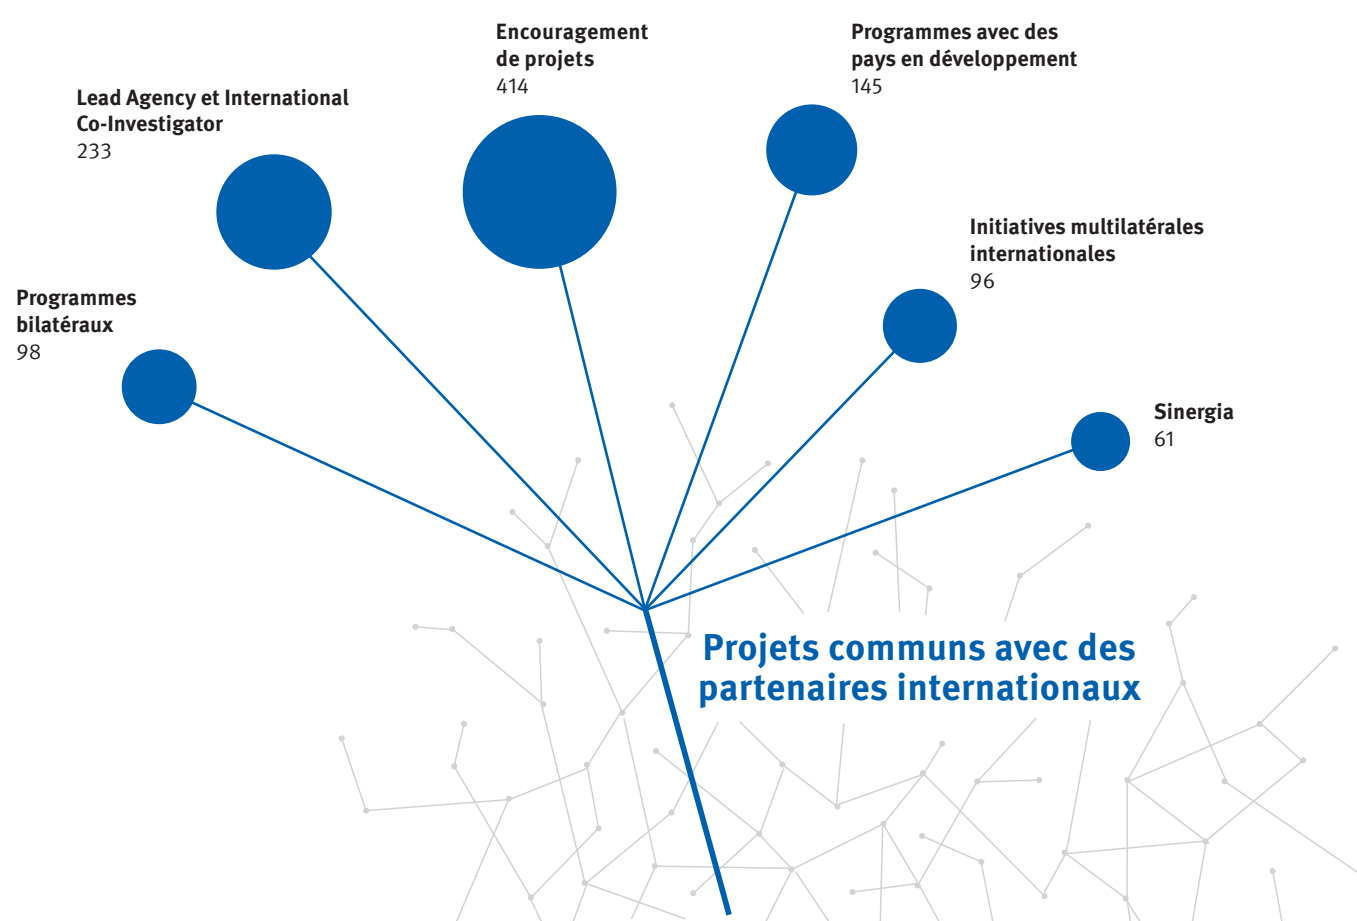 Encouragement
de projets
414
Programmes avec des
pays en développement
145
Lead Agency et International
Co-Investigator
233
Initiatives multilatérales
internationales
96
Programmes
bilatéraux
98
Sinergia
61
Projets communs avec des
partenaires internationaux